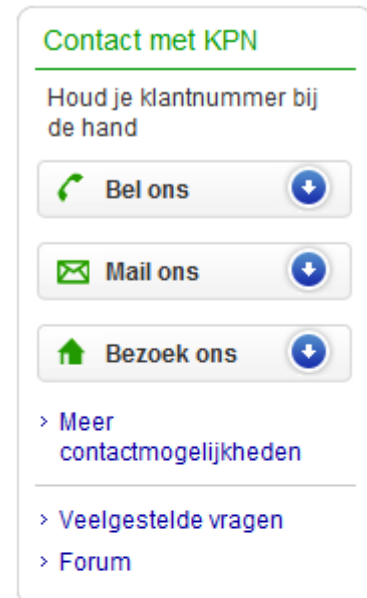 Contact met KPN
Houd je klantnummer bij
de hand
Bel ons
Mail ons
Bezoek ons
Meer
contactmogelijkheden
Veelgestelde vragen
Forum